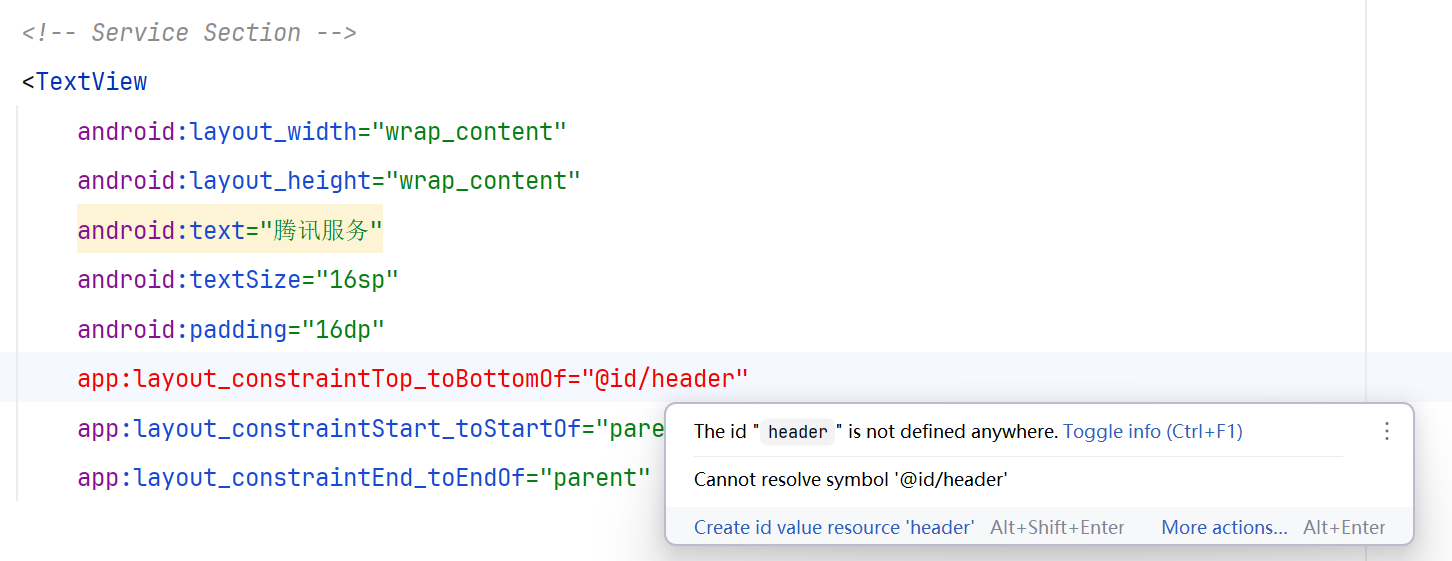 <!-- Service Section -->
<TextView
android:layout_width="wrap_content"
android:layout_height="wrap_content"
android:text="腾讯服务"
android:textSize="16sp"
android:padding="16dp"
app:layout_constraintTop_toBottomOf="@id/header"
app:layout_constraintStart_toStartOf="pare
app:layout_constraintEnd_toEndOf="parent"
The id "header" is not defined anywhere. Toggle info (Ctrl+F1)
Cannot resolve symbol '@id/header'
Create id value resource 'header' Alt+Shift+Enter More actions... Alt+Enter